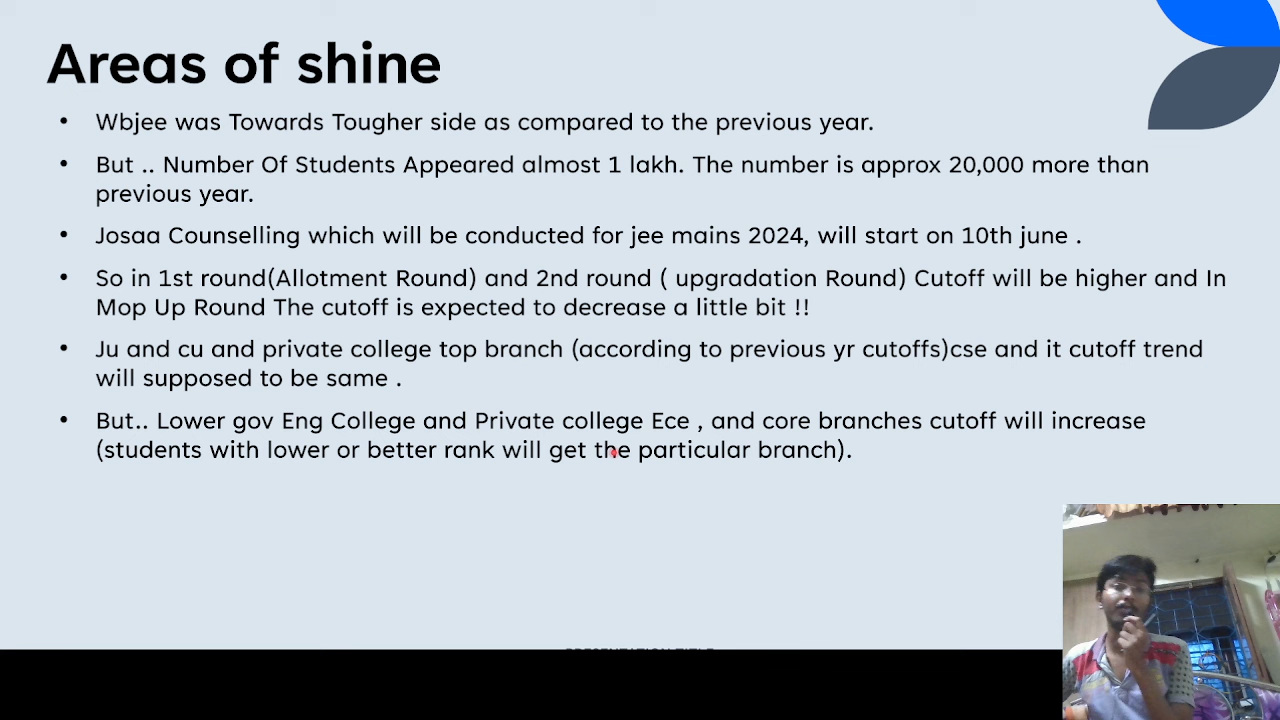 Areas of shine
• Wbjee was Towards Tougher side as compared to the previous year.
• But .. Number Of Students Appeared almost 1 lakh. The number is approx 20,000 more than
previous year.
• Josaa Counselling which will be conducted for jee mains 2024, will start on 10th june .
• So in 1st round(Allotment Round) and 2nd round ( upgradation Round) Cutoff will be higher and In
Mop Up Round The cutoff is expected to decrease a little bit !!
• Ju and cu and private college top branch (according to previous yr cutoffs)cse and it cutoff trend
will supposed to be same .
• But.. Lower gov Eng College and Private college Ece , and core branches cutoff will increase
(students with lower or better rank will get the particular branch).
PRESENTATION TITLE